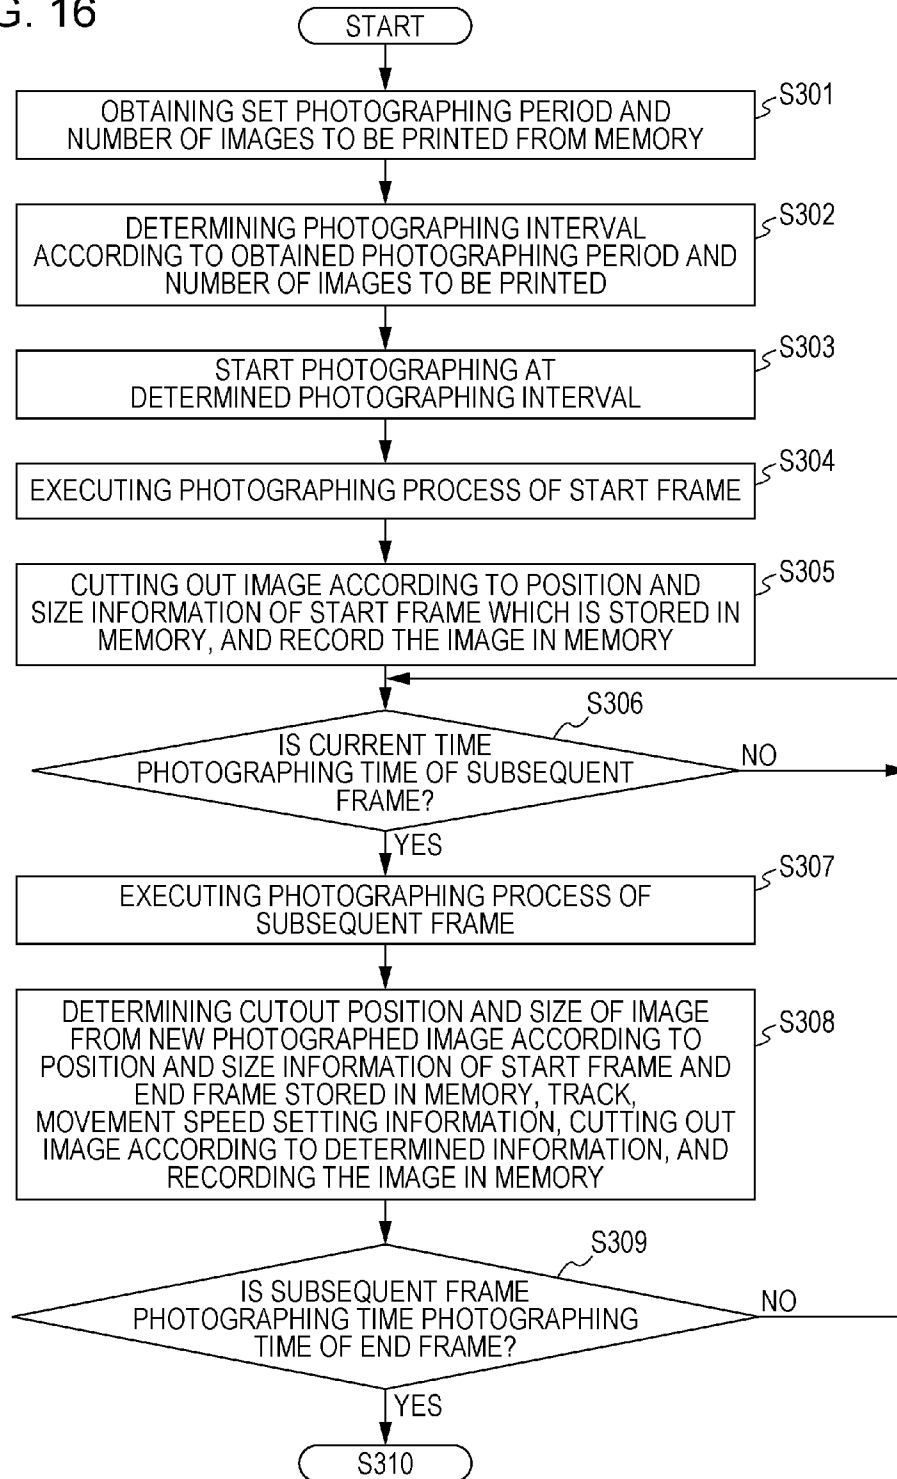 G. 16
START
S301
OBTAINING SET PHOTOGRAPHING PERIOD AND
NUMBER OF IMAGES TO BE PRINTED FROM MEMORY
S302
DETERMINING PHOTOGRAPHING INTERVAL
ACCORDING TO OBTAINED PHOTOGRAPHING PERIOD AND
NUMBER OF IMAGES TO BE PRINTED
S303
START PHOTOGRAPHING AT
DETERMINED PHOTOGRAPHING INTERVAL
S304
EXECUTING PHOTOGRAPHING PROCESS OF START FRAME
S305
CUTTING OUT IMAGE ACCORDING TO POSITION AND
SIZE INFORMATION OF START FRAME WHICH IS STORED IN
MEMORY, AND RECORD THE IMAGE IN MEMORY
S306
IS CURRENT TIME
PHOTOGRAPHING TIME OF SUBSEQUENT
FRAME?
NO
YES
S307
EXECUTING PHOTOGRAPHING PROCESS OF
SUBSEQUENT FRAME
S308
DETERMINING CUTOUT POSITION AND SIZE OF IMAGE
FROM NEW PHOTOGRAPHED IMAGE ACCORDING TO
POSITION AND SIZE INFORMATION OF START FRAME AND
END FRAME STORED IN MEMORY, TRACK,
MOVEMENT SPEED SETTING INFORMATION, CUTTING OUT
IMAGE ACCORDING TO DETERMINED INFORMATION, AND
RECORDING THE IMAGE IN MEMORY
S309
IS SUBSEQUENT FRAME
PHOTOGRAPHING TIME PHOTOGRAPHING
TIME OF END FRAME?
NO
YES
S310